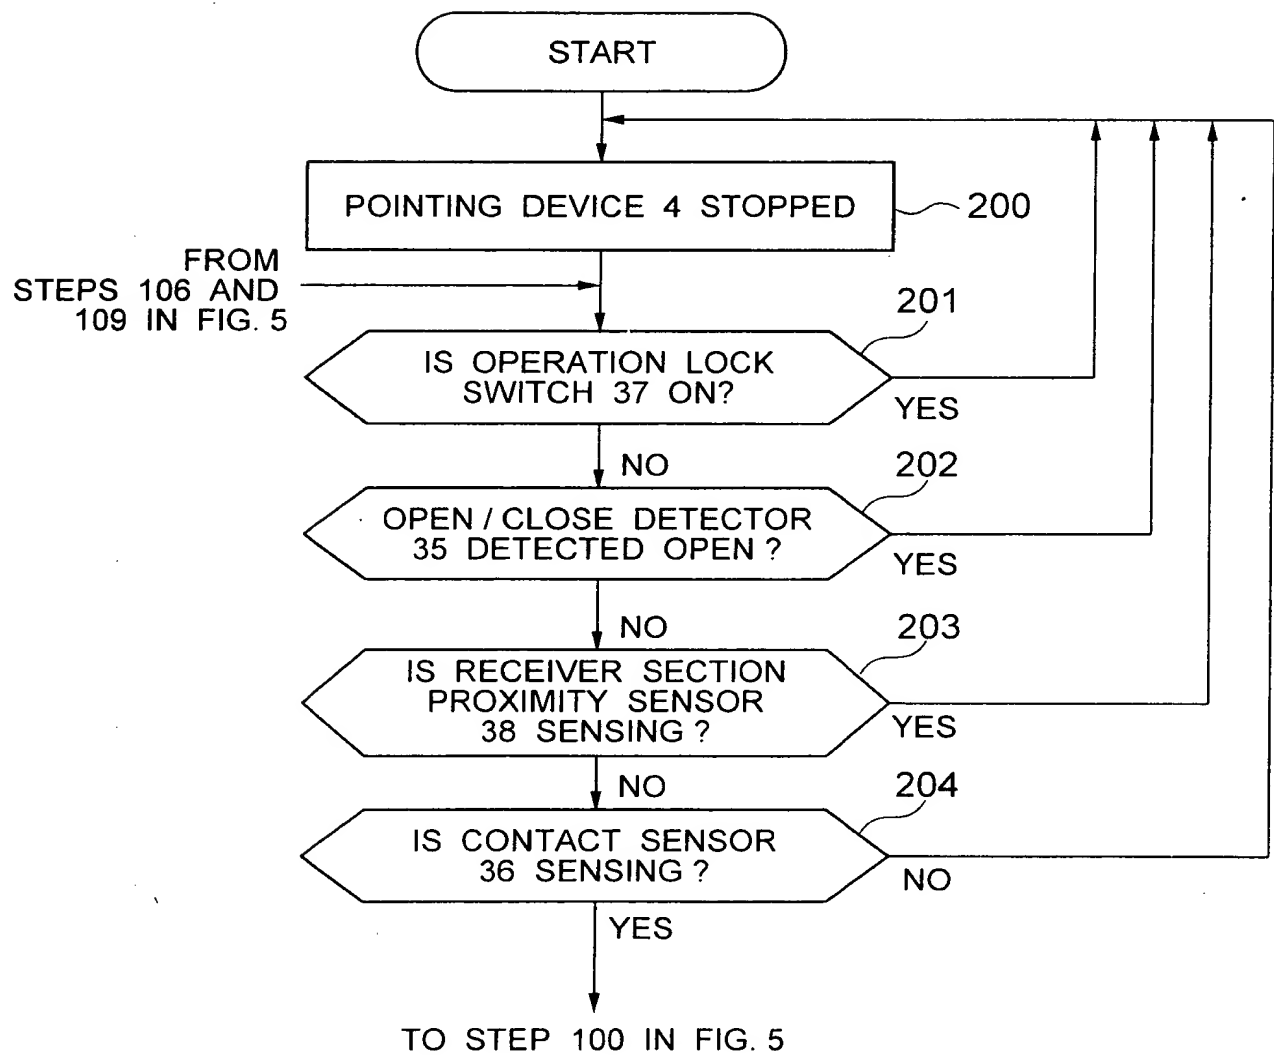 START
POINTING DEVICE 4 STOPPED
200
FROM
STEPS 106 AND
109 IN FIG. 5
201
IS OPERATION LOCK
SWITCH 37 ON?
YES
NO
202
OPEN / CLOSE DETECTOR
35 DETECTED OPEN ?
YES
NO
203
IS RECEIVER SECTION
PROXIMITY SENSOR
38 SENSING ?
YES
NO
204
IS CONTACT SENSOR
36 SENSING ?
NO
YES
TO STEP 100 IN FIG. 5